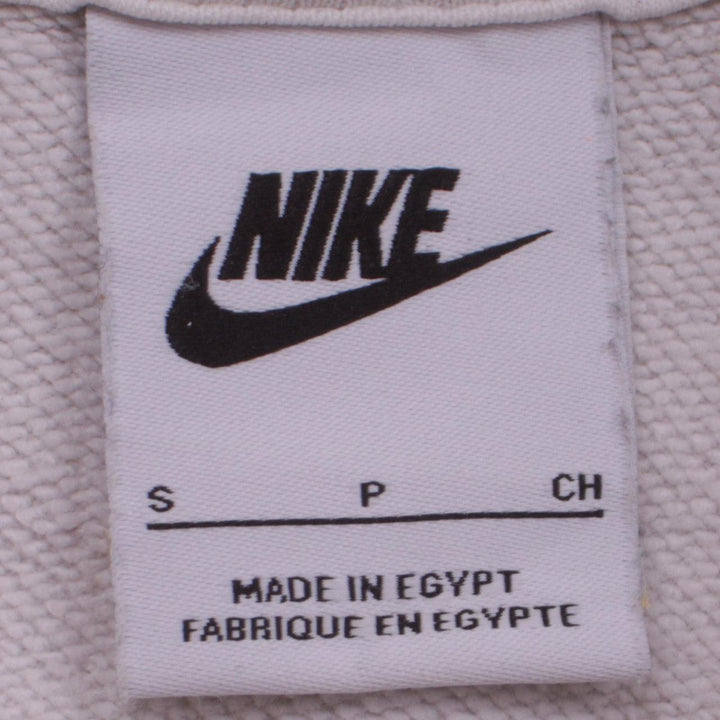 NIKE
S P CH
MADE IN EGYPT
FABRIQUE EN EGYPTE